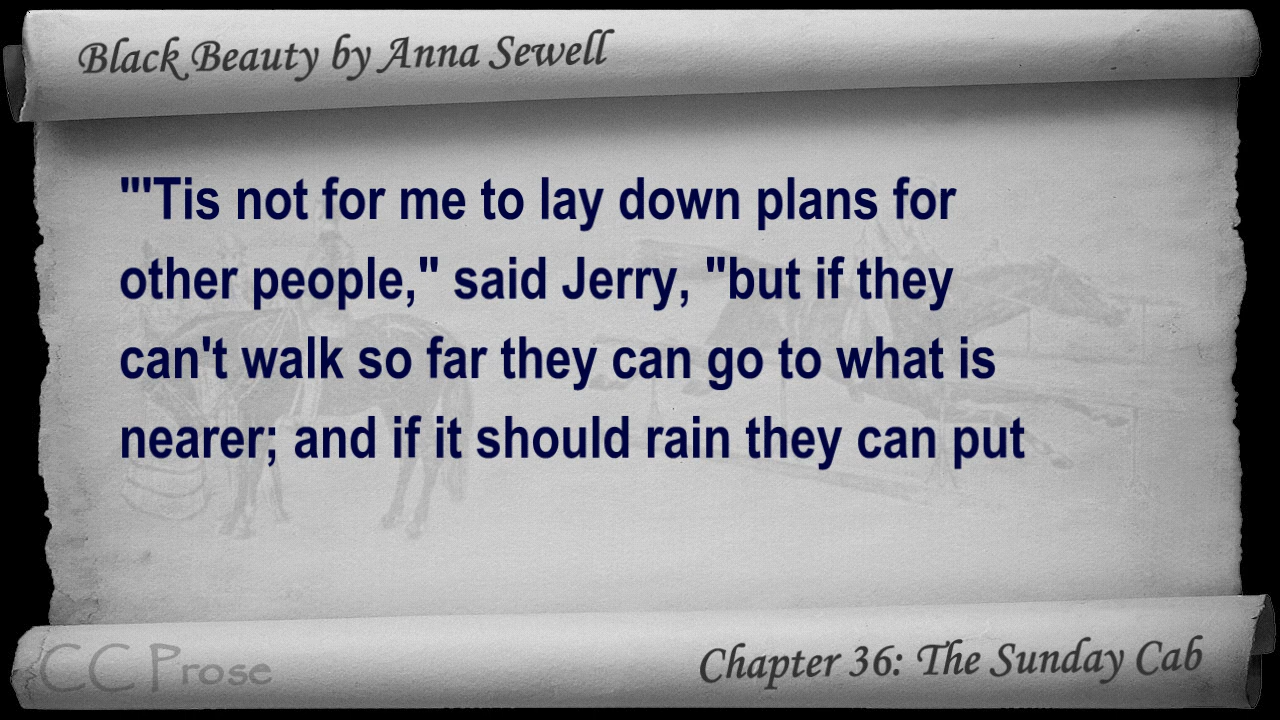 Black Beauty by Anna Sewell
"'Tis not for me to lay down plans for
other people," said Jerry, "but if they
can't walk so far they can go to what is
nearer; and if it should rain they can put
CC Prose
Chapter 36: The Sunday Cab